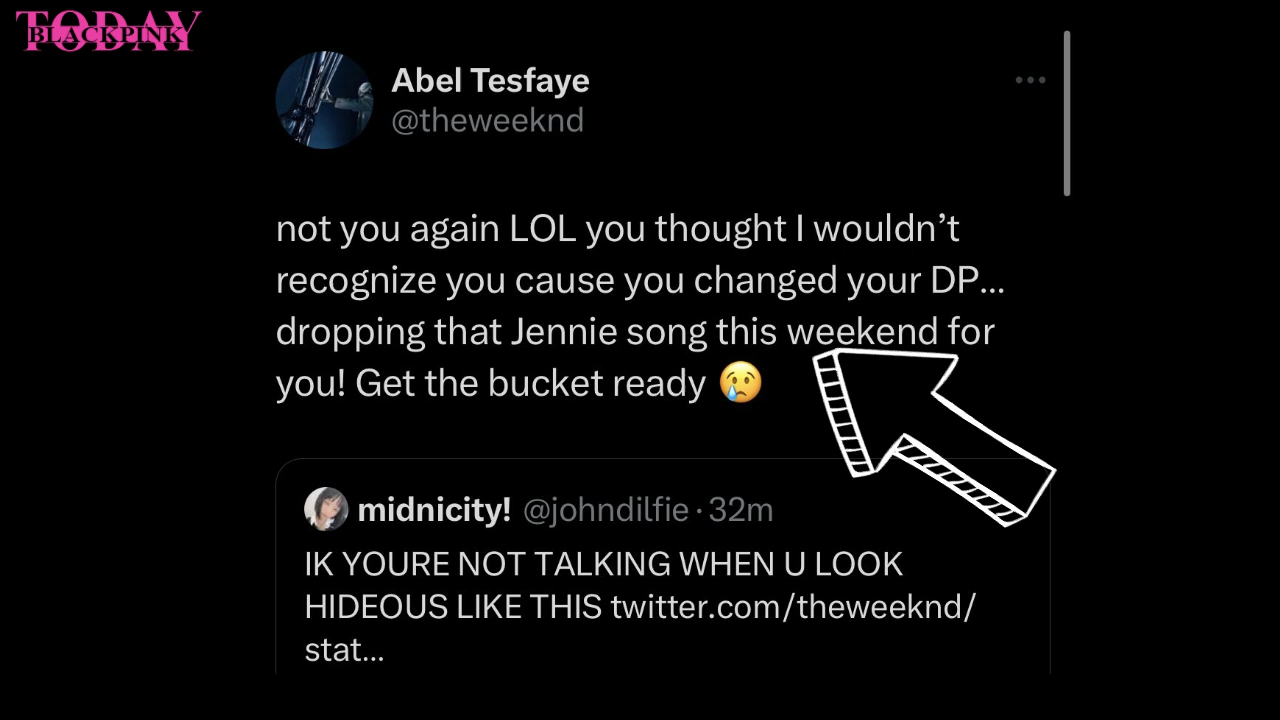 TODAY
BLACKPINK
Abel Tesfaye
@theweeknd
not you again LOL you thought I wouldn’t
recognize you cause you changed your DP...
dropping that Jennie song this weekend for
you! Get the bucket ready 😢
midnicity! @johndilfie · 32m
IK YOURE NOT TALKING WHEN U LOOK
HIDEOUS LIKE THIS twitter.com/theweeknd/
stat...